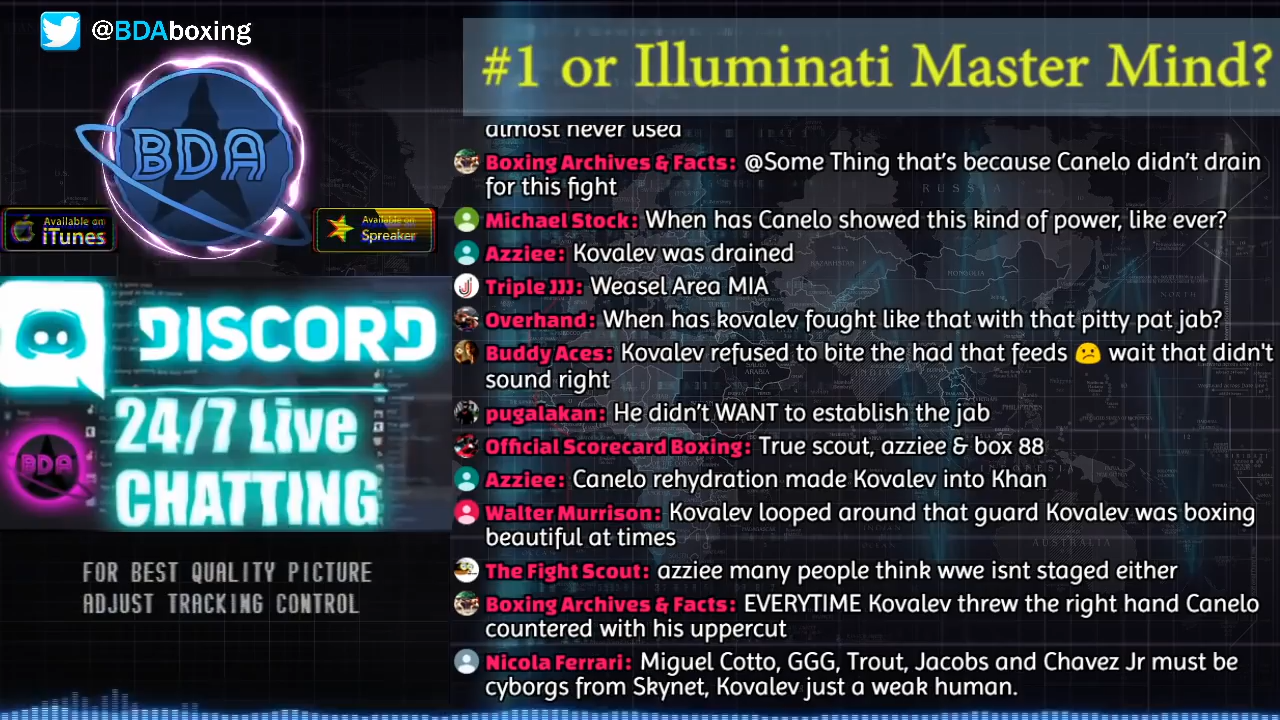 @BDAboxing
#1 or Illuminati Master Mind?
BDA
Available on
iTunes
Available on
Spreaker
DISCORD
24/7 Live
CHATTING
BDA
FOR BEST QUALITY PICTURE
ADJUST TRACKING CONTROL
almost never used
Boxing Archives & Facts: @Some Thing that's because Canelo didn't drain
for this fight
Michael Stock: When has Canelo showed this kind of power, like ever?
Azziee: Kovalev was drained
Triple JJJ: Weasel Area MIA
Overhand: When has kovalev fought like that with that pitty pat jab?
Buddy Aces: Kovalev refused to bite the had that feeds 😕 wait that didn't
sound right
pugalakan: He didn't WANT to establish the jab
Official Scorecard Boxing: True scout, azziee & box 88
Azziee: Canelo rehydration made Kovalev into Khan
Walter Murrison: Kovalev looped around that guard Kovalev was boxing
beautiful at times
The Fight Scout: azziee many people think wwe isnt staged either
Boxing Archives & Facts: EVERYTIME Kovalev threw the right hand Canelo
countered with his uppercut
Nicola Ferrari: Miguel Cotto, GGG, Trout, Jacobs and Chavez Jr must be
cyborgs from Skynet, Kovalev just a weak human.
RUSSIA
KAZAKHSTAN
MONGOLIA
INDONESIA
AUSTRALIA